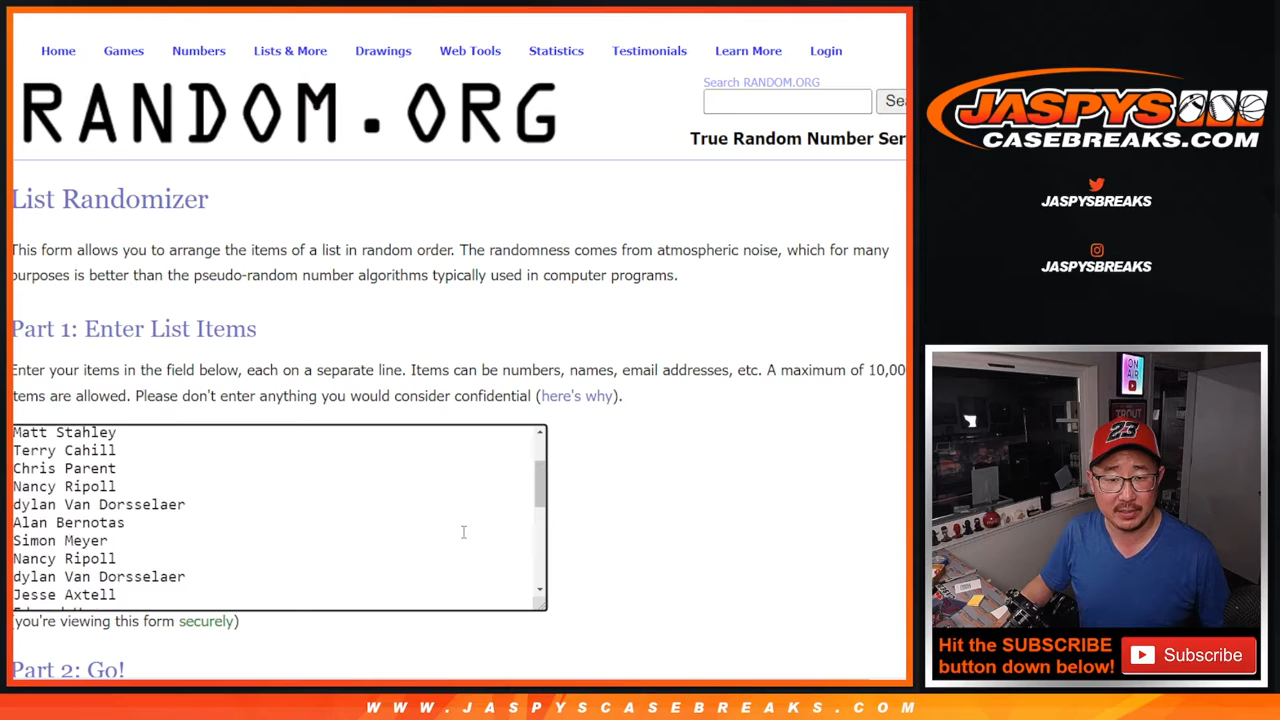 Home Games Numbers Lists & More Drawings Web Tools Statistics Testimonials Learn More Login
RANDOM.ORG
Search RANDOM.ORG
Sea
True Random Number Ser
List Randomizer
This form allows you to arrange the items of a list in random order. The randomness comes from atmospheric noise, which for many
purposes is better than the pseudo-random number algorithms typically used in computer programs.
Part 1: Enter List Items
Enter your items in the field below, each on a separate line. Items can be numbers, names, email addresses, etc. A maximum of 10,00
tems are allowed. Please don't enter anything you would consider confidential (here's why).
Matt Stahley
Terry Cahill
Chris Parent
Nancy Ripoll
dylan Van Dorsselaer
Alan Bernotas
Simon Meyer
Nancy Ripoll
dylan Van Dorsselaer
Jesse Axtell
(you're viewing this form securely)
Part 2: Go!
JASPYS
CASEBREAKS.COM
JASPYSBREAKS
JASPYSBREAKS
ON AIR
TROUT
23
Hit the SUBSCRIBE
button down below!
Subscribe
WWW.JASPYSCASEBREAKS.COM